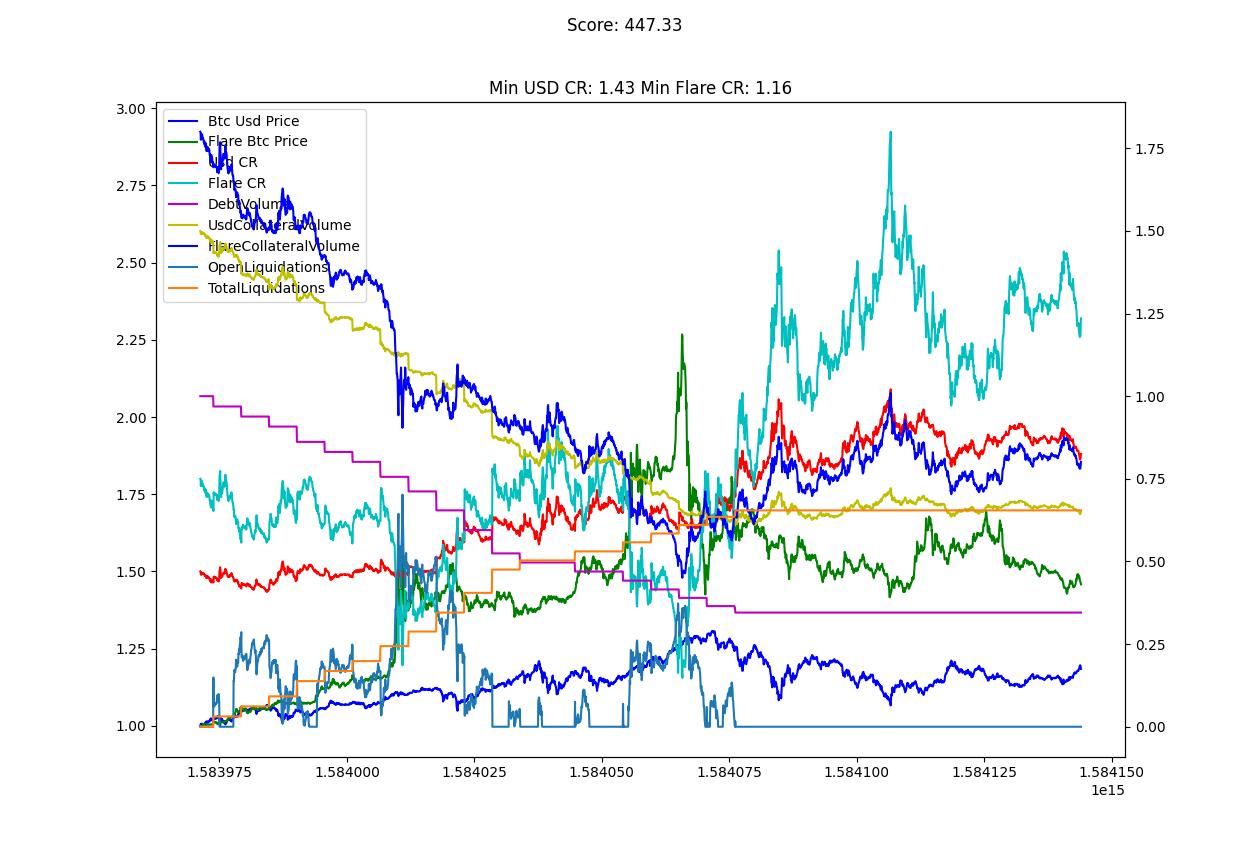 Score: 447.33
Min USD CR: 1.43 Min Flare CR: 1.16
3.00
2.75
2.50
2.25
2.00
1.75
1.50
1.25
1.00
Btc Usd Price
Flare Btc Price
Usd CR
Flare CR
DebtVolume
UsdCollateralVolume
FlareCollateralVolume
OpenLiquidations
TotalLiquidations
1.75
1.50
1.25
1.00
0.75
0.50
0.25
0.00
1.583975 1.584000 1.584025 1.584050 1.584075 1.584100 1.584125 1.584150
1e15